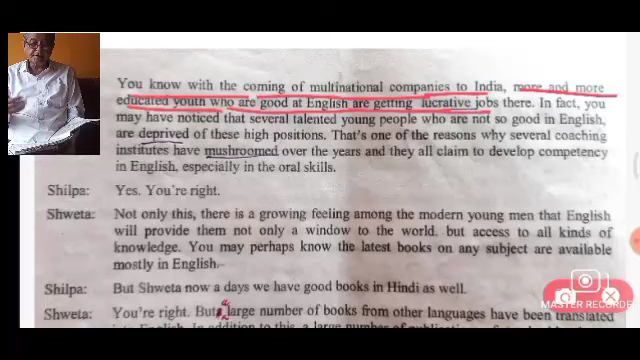 You know with the coming of multinational companies to India, more and more
educated youth who are good at English are getting lucrative jobs there. In fact, you
may have noticed that several talented young people who are not so good in English,
are deprived of these high positions. That's one of the reasons why several coaching
institutes have mushroomed over the years and they all claim to develop competency
in English, especially in the oral skills.
Shilpa: Yes. You're right.
Shweta: Not only this, there is a growing feeling among the modern young men that English
will provide them not only a window to the world. but access to all kinds of
knowledge. You may perhaps know the latest books on any subject are available
mostly in English.
Shilpa: But Shweta now a days we have good books in Hindi as well.
Shweta: You're right. But a large number of books from other languages have been translated
into English. In addition to this, a large number of
MASTER RECORDE